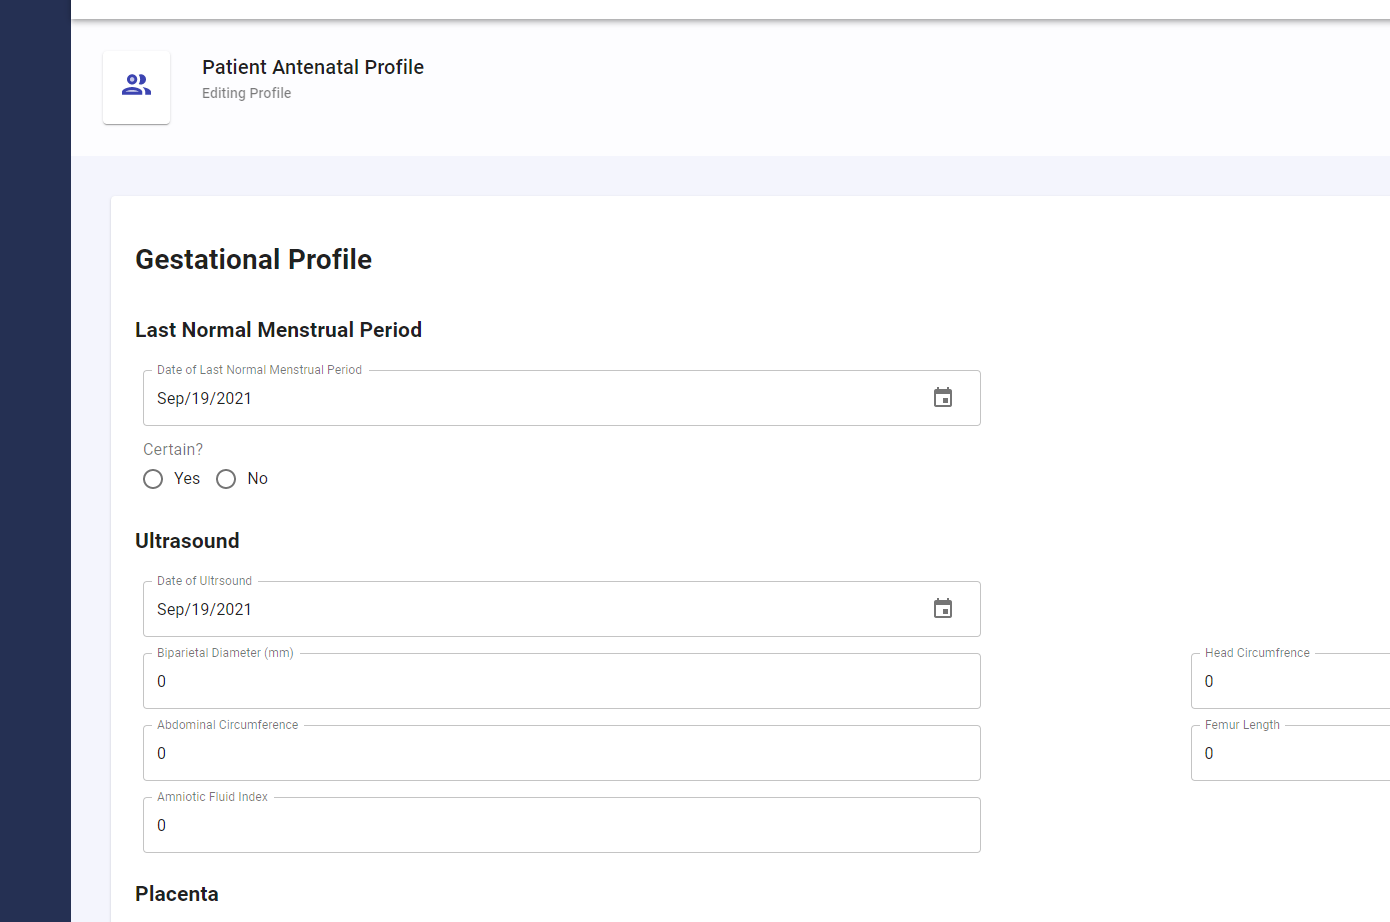 Patient Antenatal Profile
Editing Profile
Gestational Profile
Last Normal Menstrual Period
Date of Last Normal Menstrual Period
Sep/19/2021
Certain?
Yes No
Ultrasound
Date of Ultrsound
Sep/19/2021
Biparietal Diameter (mm) Head Circumfrence
0 0
Abdominal Circumference Femur Length
0 0
Amniotic Fluid Index
0
Placenta